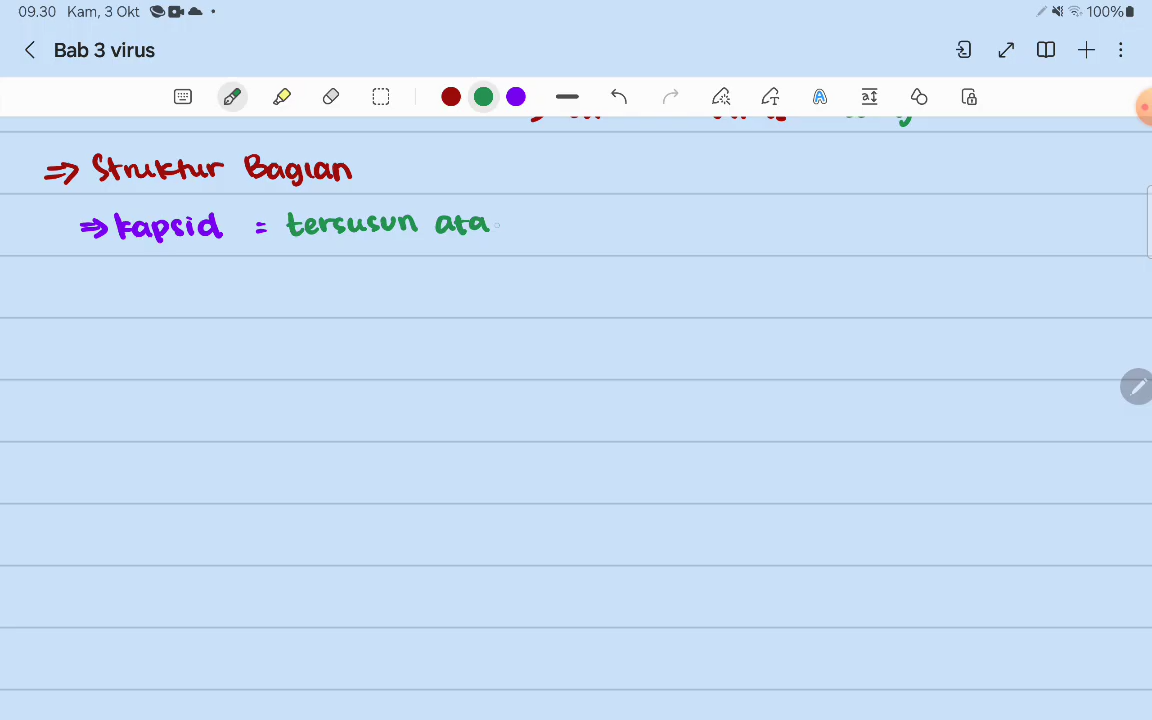 09.30 Kam, 3 Okt 100%
Bab 3 virus
⇒ Struktur Bagian
⇒ kapsid = tersusun ata